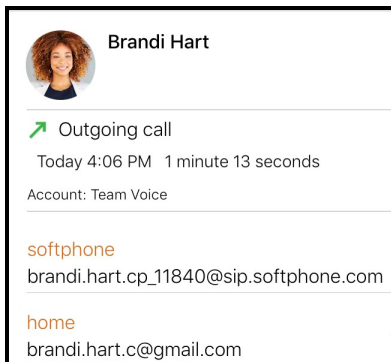 Brandi Hart
Outgoing call
Today 4:06 PM 1 minute 13 seconds
Account: Team Voice
softphone
brandi.hart.cp_11840@sip.softphone.com
home
brandi.hart.c@gmail.com